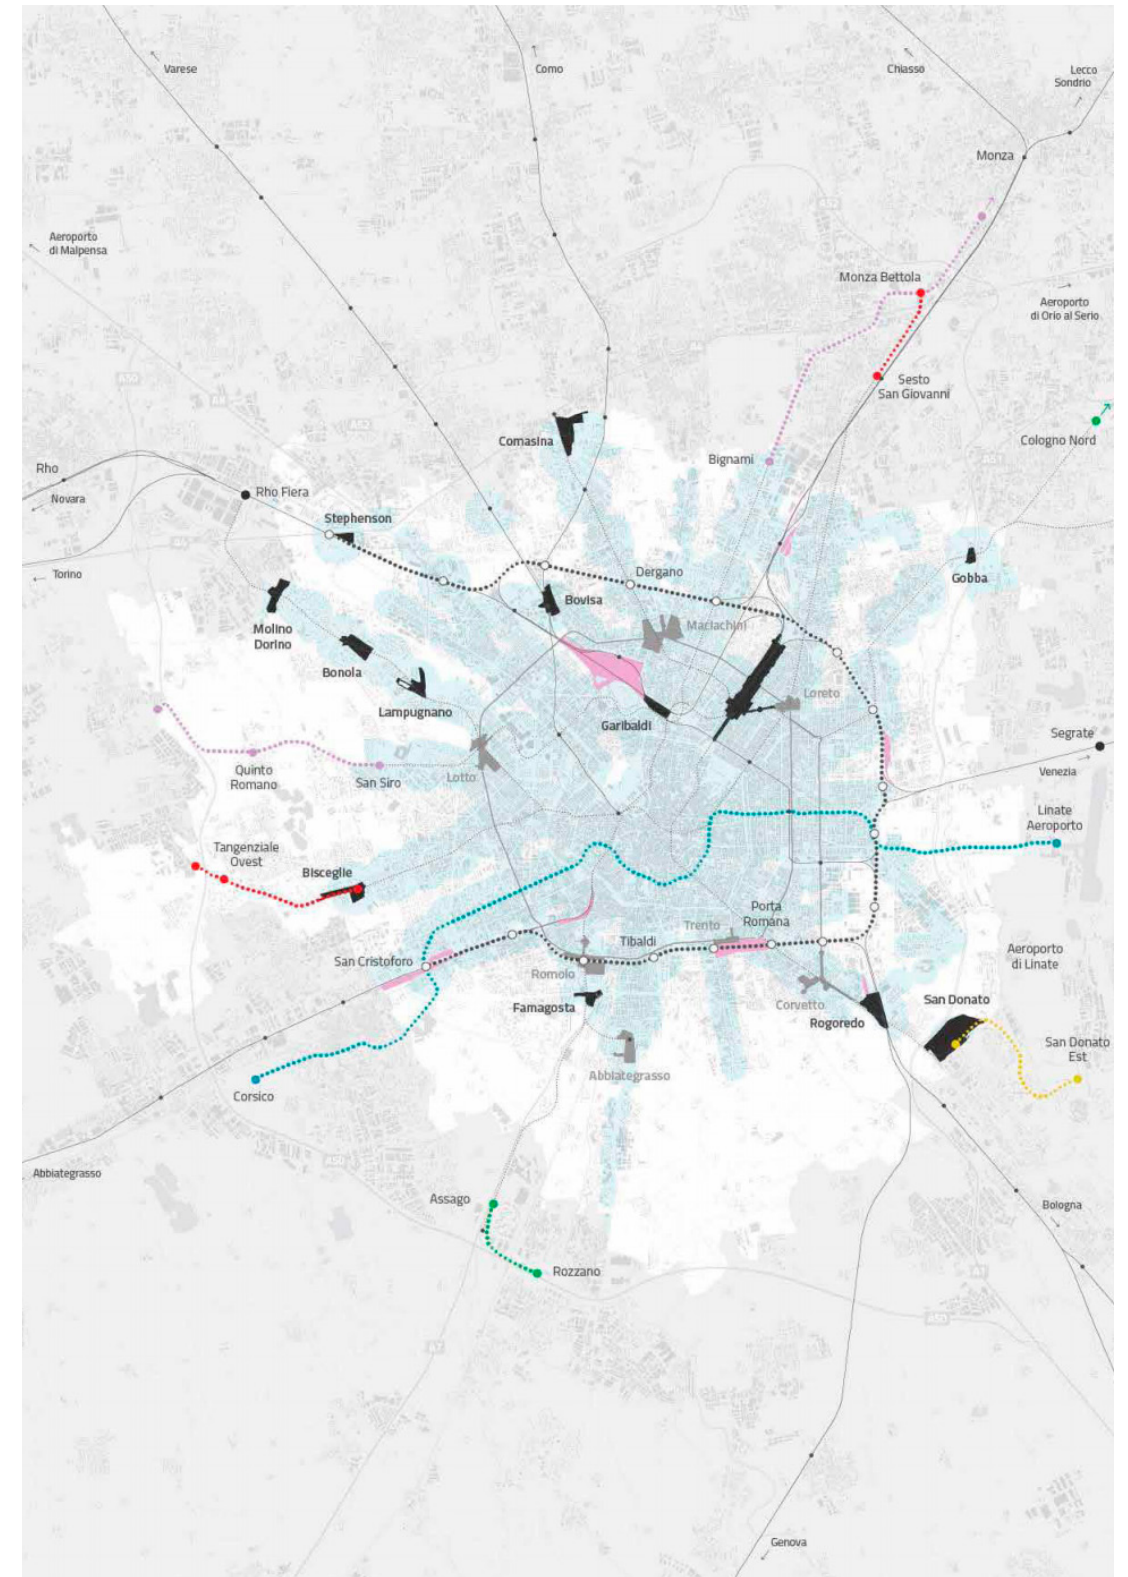 Varese
Como
Chiasso
Lecco
Sondrio
Monza
Aeroporto
di Malpensa
Monza Bettola
Aeroporto
di Orio al Serio
Sesto
San Giovanni
Cologno Nord
Comasina
Bignami
Rho
Novara
Rho Fiera
Stephenson
Torino
Dergano
Gobba
Bovisa
Maciachini
Molino
Dorino
Bonola
Loreto
Lampugnano
Garibaldi
Segrate
Venezia
Quinto
Romano
San Siro
Lotto
Linate
Aeroporto
Tangenziale
Ovest
Bisceglie
Porta
Romana
Trento
Tibaldi
San Cristoforo
Romolo
Aeroporto
di Linate
Famagosta
Corvetto
Rogoredo
San Donato
San Donato
Est
Abbiategrasso
Corsico
Abbiategrasso
Assago
Bologna
Rozzano
A7
Genova